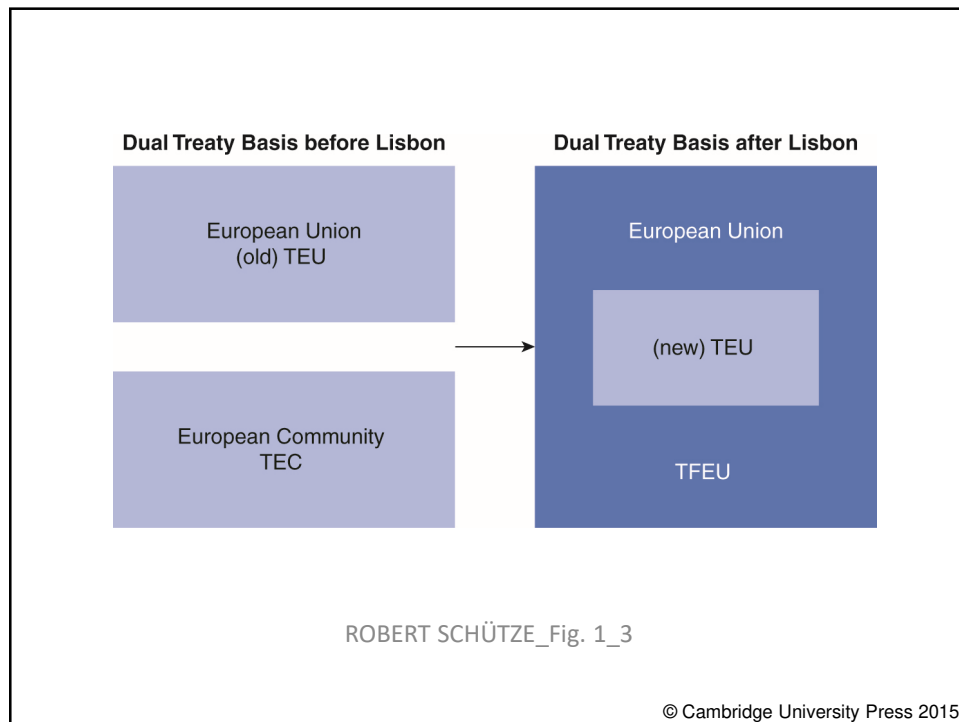 Dual Treaty Basis before Lisbon
European Union
(old) TEU
European Community
TEC
Dual Treaty Basis after Lisbon
European Union
(new) TEU
TFEU
ROBERT SCHÜTZE_Fig. 1_3
© Cambridge University Press 2015